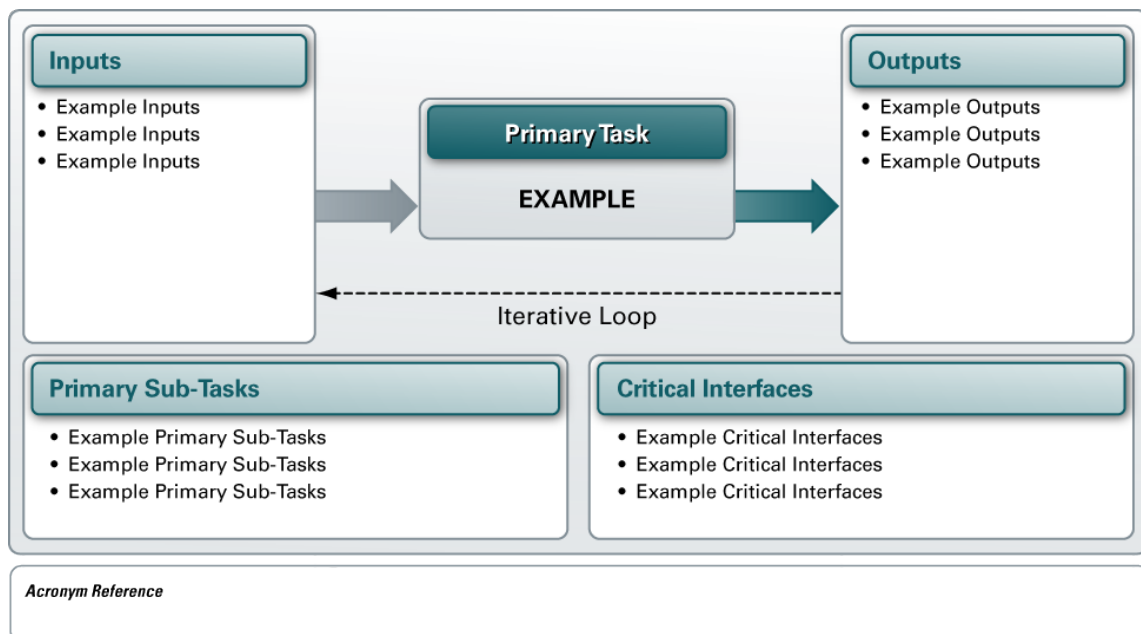 Inputs
• Example Inputs
• Example Inputs
• Example Inputs
Primary Task
EXAMPLE
Outputs
• Example Outputs
• Example Outputs
• Example Outputs
Iterative Loop
Primary Sub-Tasks
• Example Primary Sub-Tasks
• Example Primary Sub-Tasks
• Example Primary Sub-Tasks
Critical Interfaces
• Example Critical Interfaces
• Example Critical Interfaces
• Example Critical Interfaces
Acronym Reference